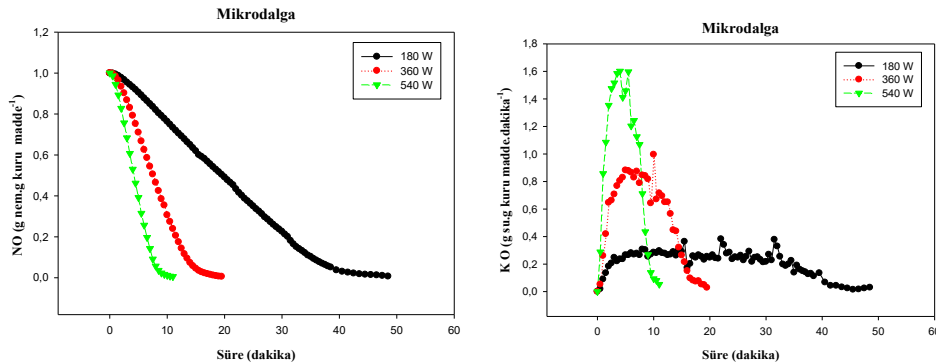 Mikrodalga
1,2
1,0
0,8
0,6
0,4
0,2
0,0
NO (g nem.g kuru madde-1)
180 W
360 W
540 W
0 10 20 30 40 50 60
Süre (dakika)
Mikrodalga
1,8
1,6
1,4
1,2
1,0
0,8
0,6
0,4
0,2
0,0
K O (g su.g kuru madde.dakika-1)
180 W
360 W
540 W
0 10 20 30 40 50 60
Süre (dakika)